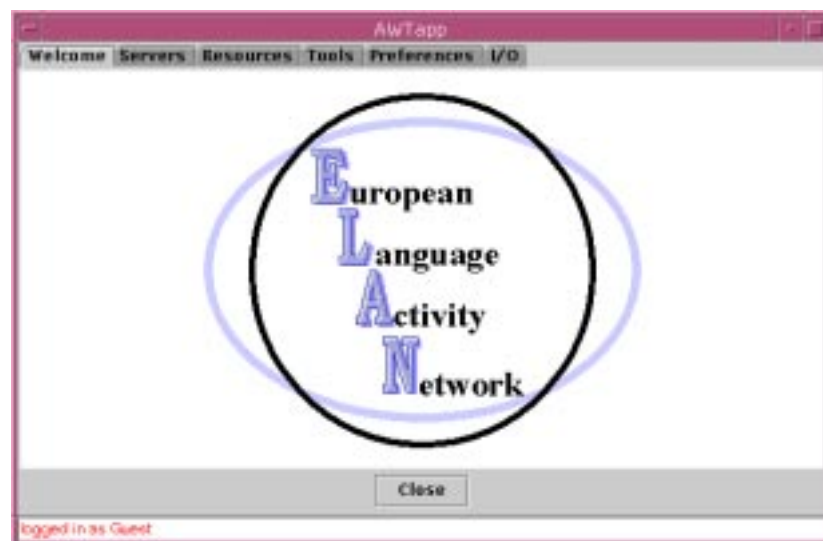 AWTapp
Welcome Servers Resources Tools Preferences I/O
European
Language
Activity
Network
Close
logged in as Guest